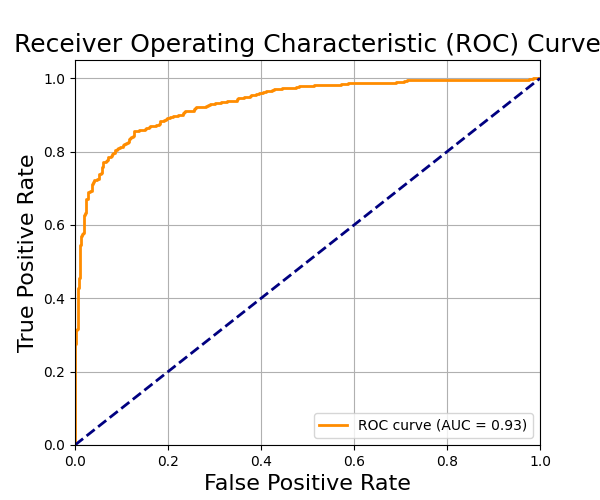 Receiver Operating Characteristic (ROC) Curve
True Positive Rate
1.0
0.8
0.6
0.4
0.2
0.0
ROC curve (AUC = 0.93)
0.0 0.2 0.4 0.6 0.8 1.0
False Positive Rate